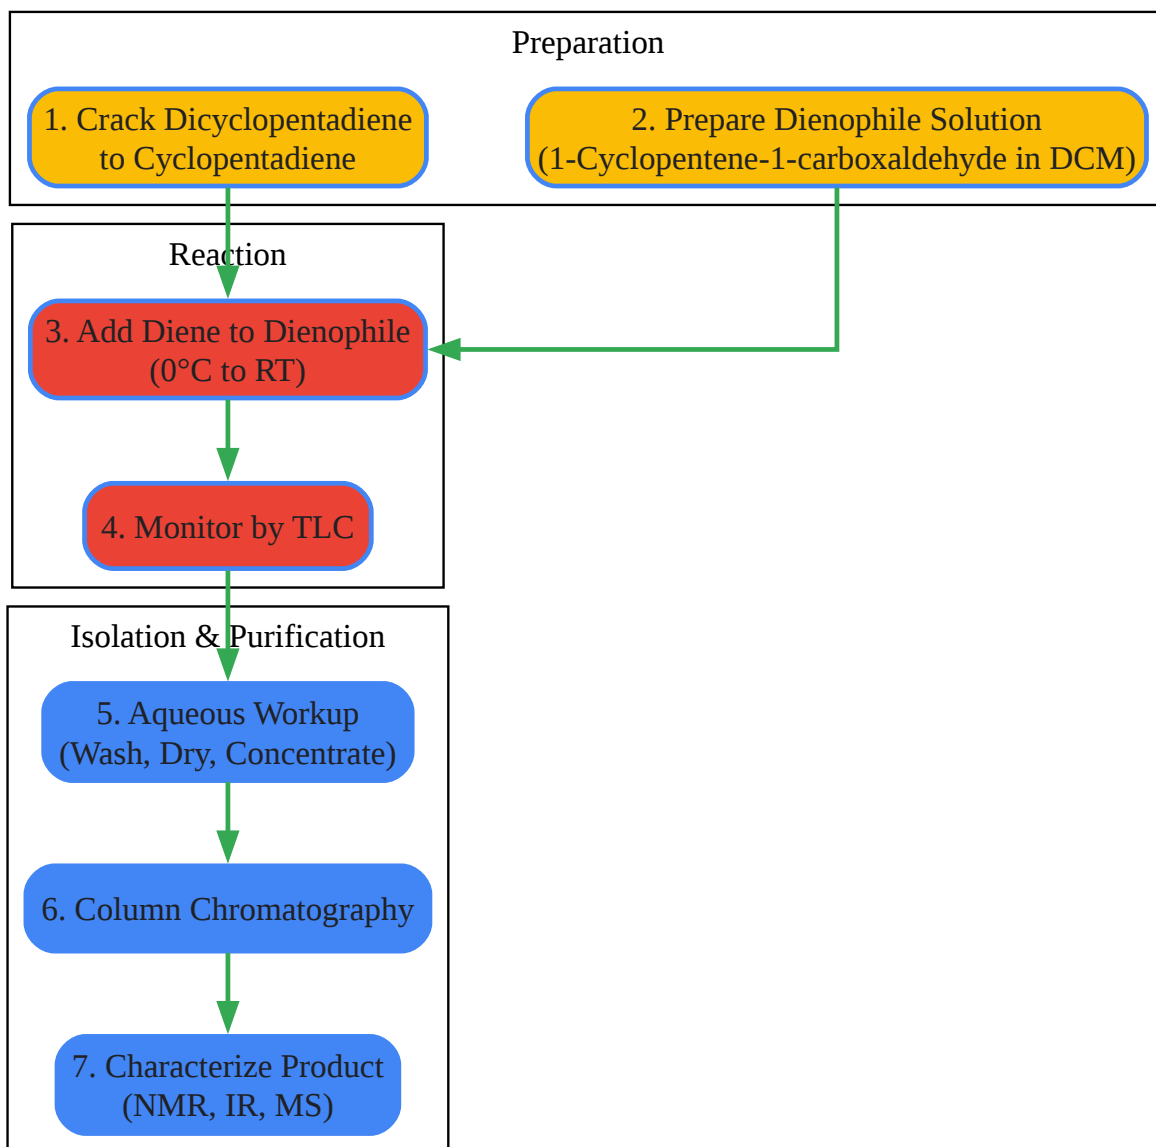 Preparation
1. Crack Dicyclopentadiene
to Cyclopentadiene
2. Prepare Dienophile Solution
(1-Cyclopentene-1-carboxaldehyde in DCM)
Reaction
3. Add Diene to Dienophile
(0°C to RT)
4. Monitor by TLC
Isolation & Purification
5. Aqueous Workup
(Wash, Dry, Concentrate)
6. Column Chromatography
7. Characterize Product
(NMR, IR, MS)